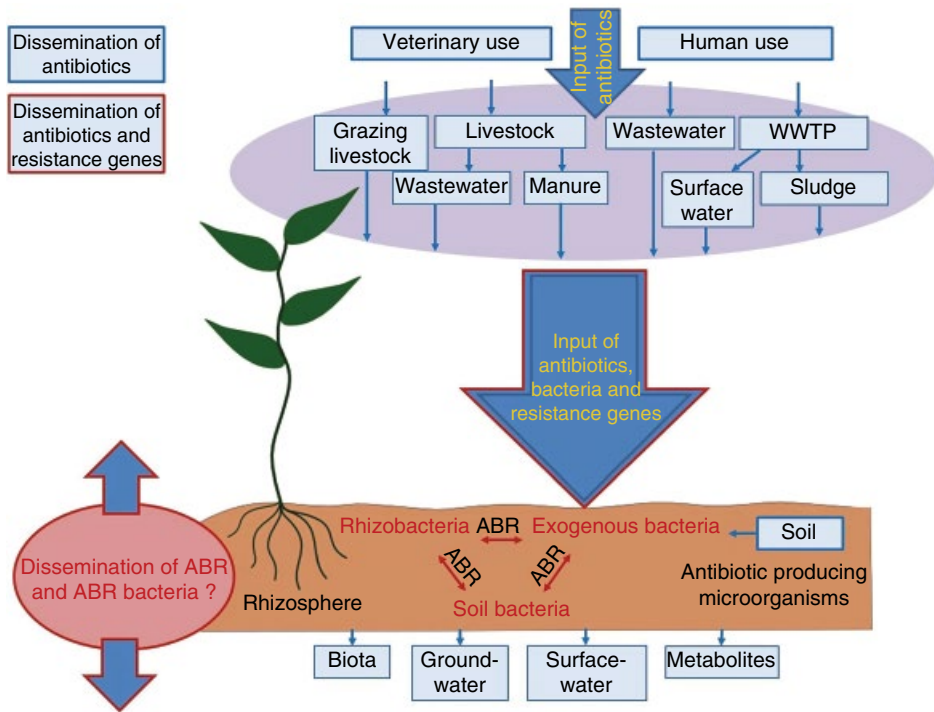 Dissemination of
antibiotics
Dissemination of
antibiotics and
resistance genes
Veterinary use
Input of
antibiotics
Human use
Grazing
livestock
Livestock
Wastewater
WWTP
Wastewater
Manure
Surface
water
Sludge
Input of
antibiotics,
bacteria and
resistance genes
Dissemination of ABR
and ABR bacteria ?
Rhizobacteria
ABR
Exogenous bacteria
Soil
ABR
ABR
Antibiotic producing
microorganisms
Rhizosphere
Soil bacteria
Biota
Ground-
water
Surface-
water
Metabolites